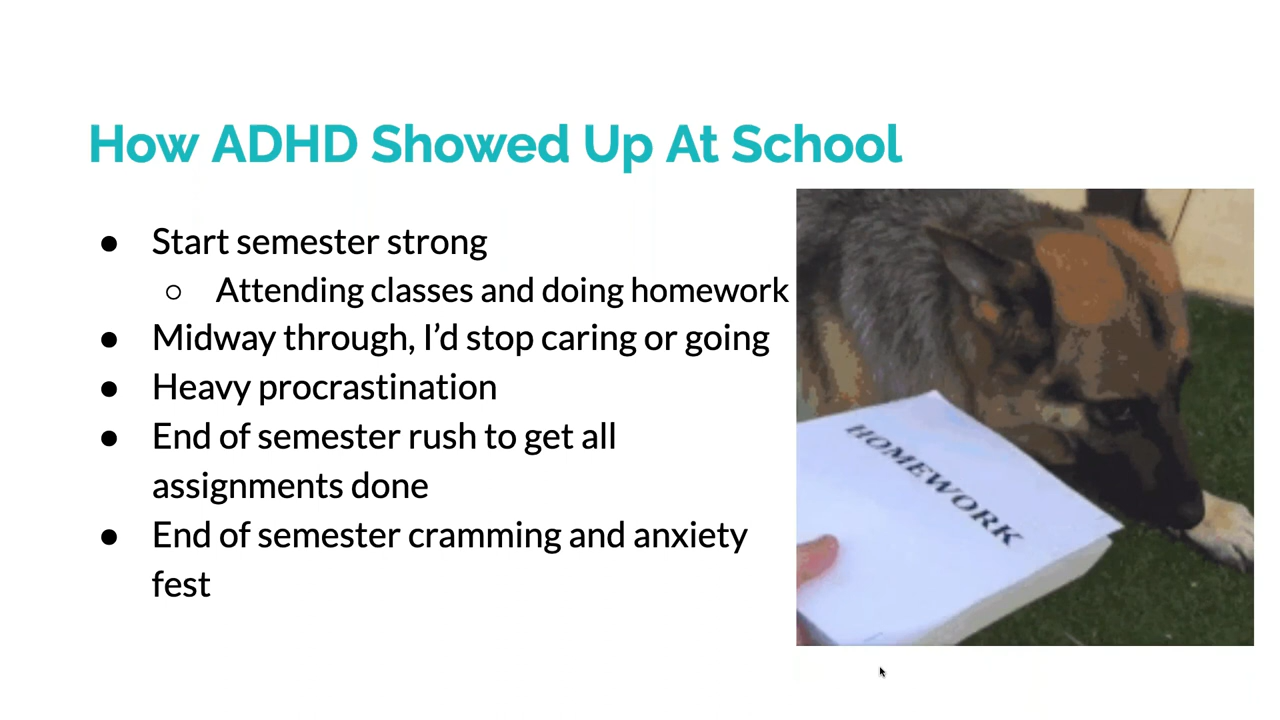 How ADHD Showed Up At School
● Start semester strong
○ Attending classes and doing homework
● Midway through, I’d stop caring or going
● Heavy procrastination
● End of semester rush to get all
assignments done
● End of semester cramming and anxiety
fest
HOMEWORK